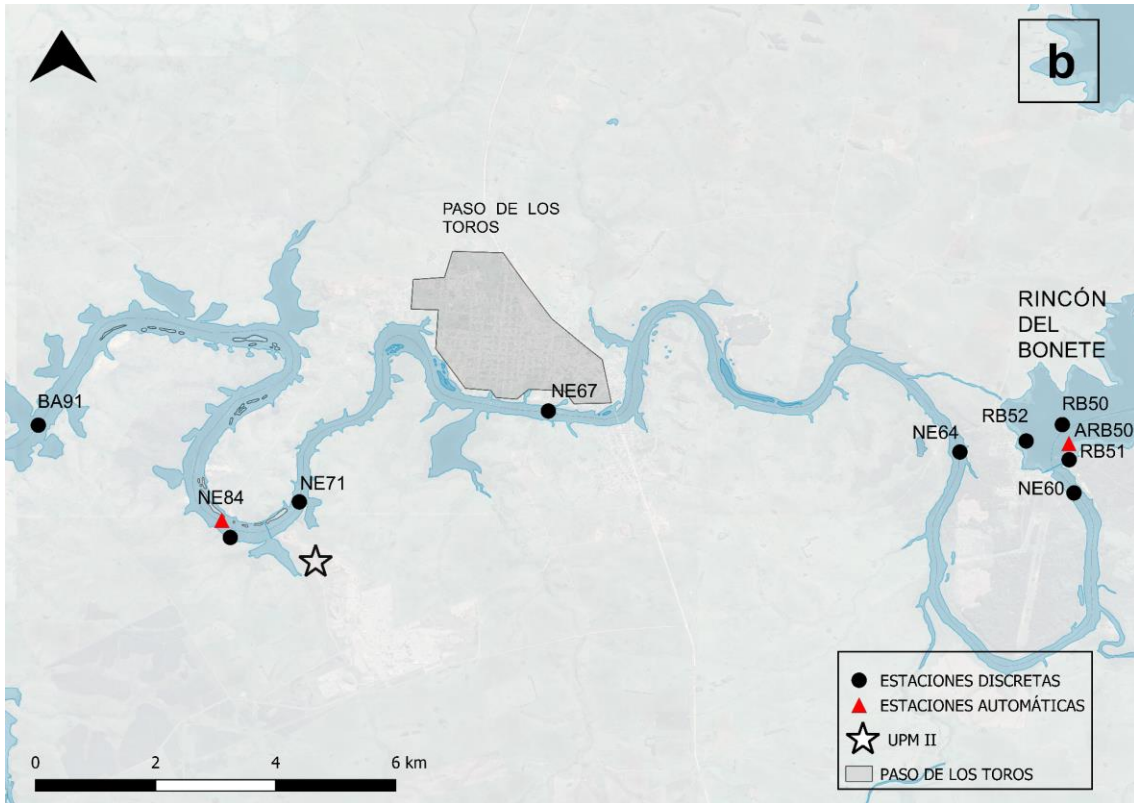 b
PASO DE LOS
TOROS
RINCÓN
DEL
BONETE
BA91
NE67
RB50
RB52
ARB50
NE64
RB51
NE71
NE60
NE84
ESTACIONES DISCRETAS
ESTACIONES AUTOMÁTICAS
UPM II
PASO DE LOS TOROS
0 2 4 6 km